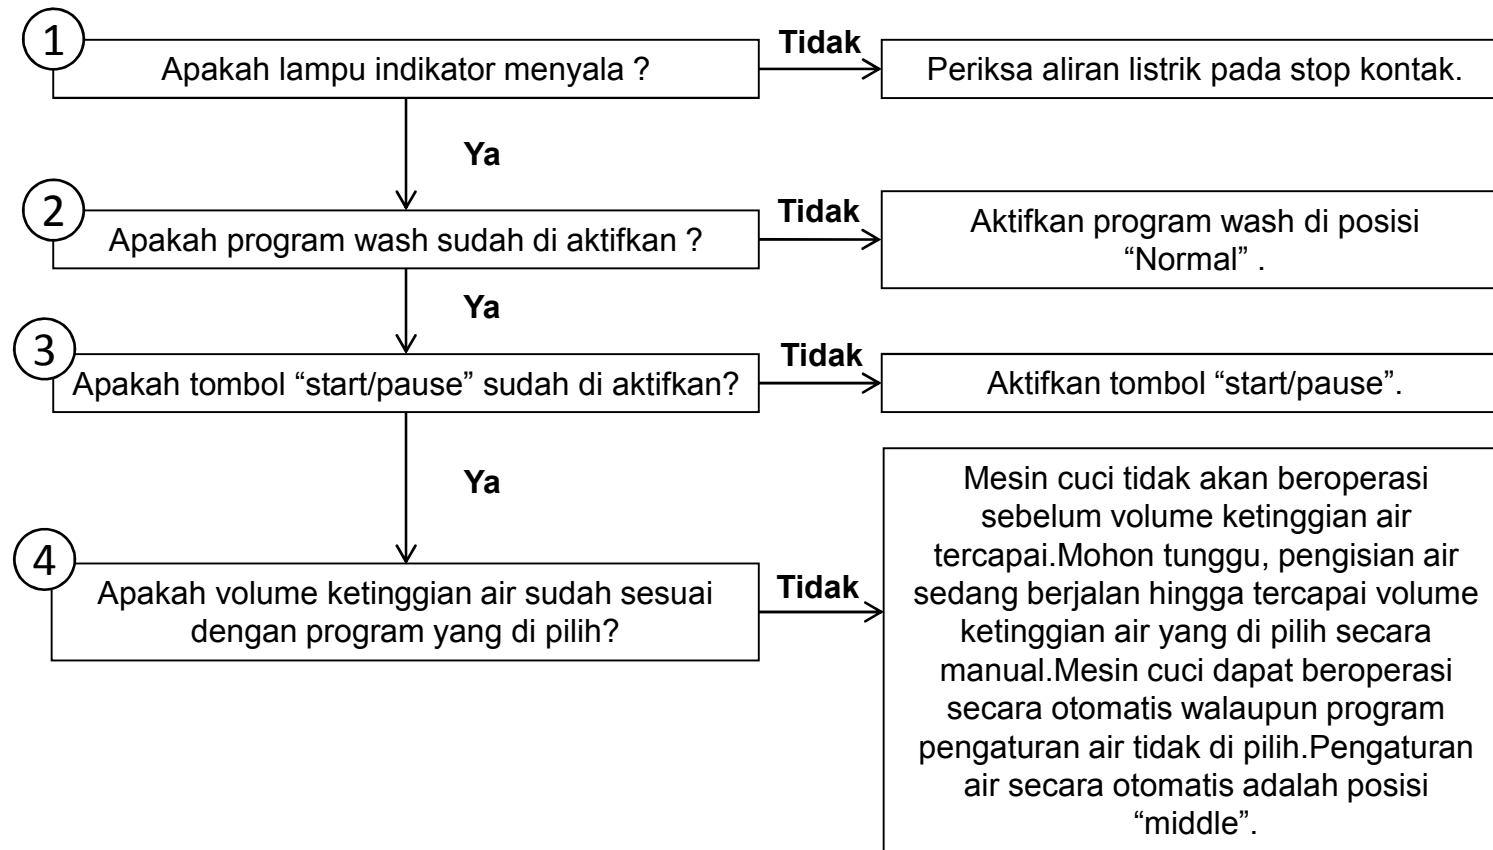 1
Apakah lampu indikator menyala ?
Tidak
Periksa aliran listrik pada stop kontak.
Ya
2
Apakah program wash sudah di aktifkan ?
Tidak
Aktifkan program wash di posisi
“Normal” .
Ya
3
Apakah tombol “start/pause” sudah di aktifkan?
Tidak
Aktifkan tombol “start/pause”.
Ya
4
Apakah volume ketinggian air sudah sesuai
dengan program yang di pilih?
Tidak
Mesin cuci tidak akan beroperasi
sebelum volume ketinggian air
tercapai.Mohon tunggu, pengisian air
sedang berjalan hingga tercapai volume
ketinggian air yang di pilih secara
manual.Mesin cuci dapat beroperasi
secara otomatis walaupun program
pengaturan air tidak di pilih.Pengaturan
air secara otomatis adalah posisi
“middle”.